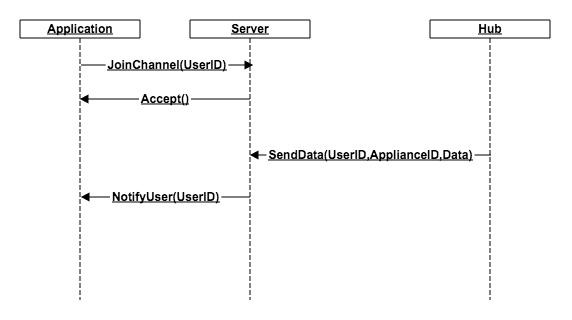 Application
Server
Hub
JoinChannel(UserID)
Accept()
SendData(UserID,ApplianceID,Data)
NotifyUser(UserID)